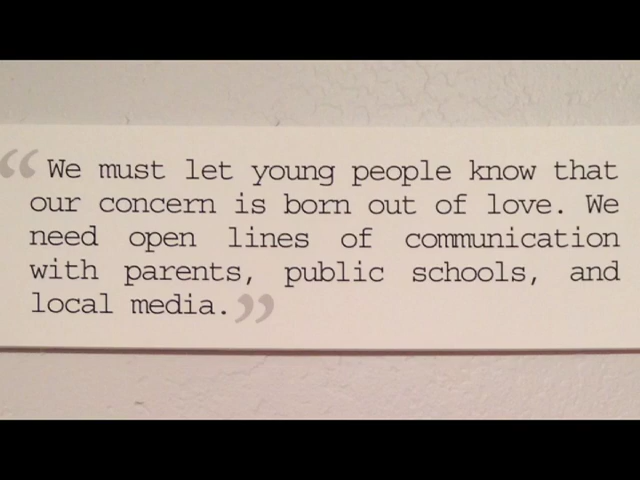 “We must let young people know that
our concern is born out of love. We
need open lines of communication
with parents, public schools, and
local media.”